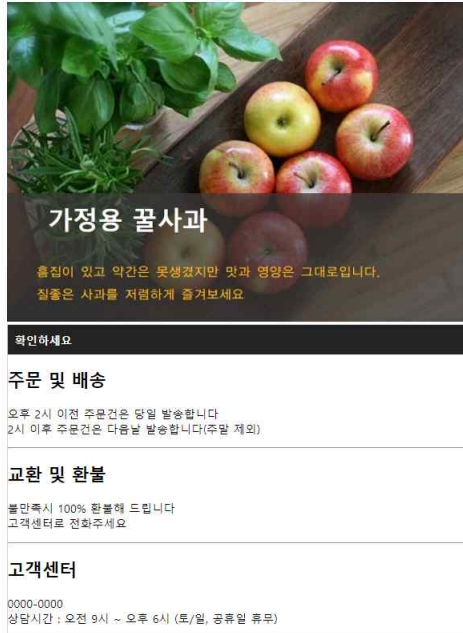 가정용 꿀사과
흠집이 있고 약간은 못생겼지만 맛과 영양은 그대로입니다.
질좋은 사과를 저렴하게 즐겨보세요
확인하세요
주문 및 배송
오후 2시 이전 주문건은 당일 발송합니다
2시 이후 주문건은 다음날 발송합니다(주말 제외)
교환 및 환불
불만족시 100% 환불해 드립니다
고객센터로 전화주세요
고객센터
0000-0000
상담시간 : 오전 9시 ~ 오후 6시 (토/일, 공휴일 휴무)